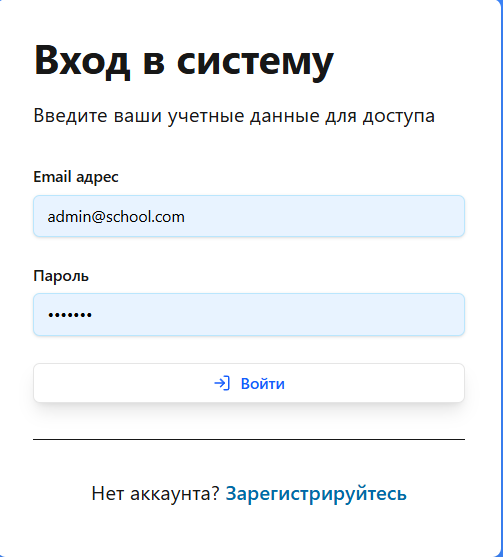 Вход в систему
Введите ваши учетные данные для доступа
Email адрес
admin@school.com
Пароль
•••••••
Войти
Нет аккаунта? Зарегистрируйтесь